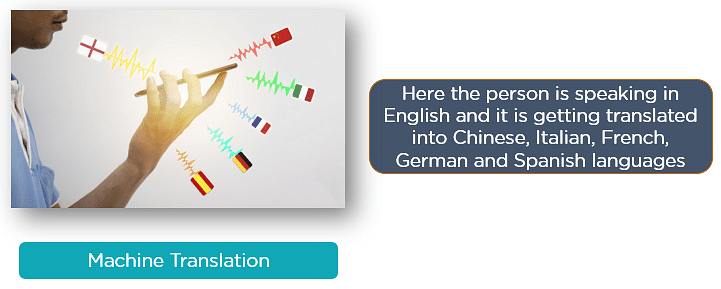 Here the person is speaking in
English and it is getting translated
into Chinese, Italian, French,
German and Spanish languages
Machine Translation